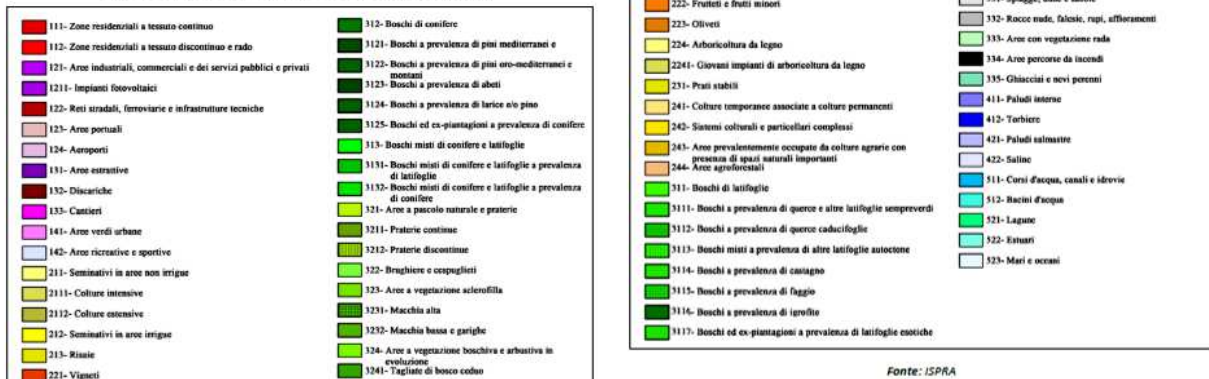 111- Zone residenziali a tessuto continuo
112- Zone residenziali a tessuto discontinuo e rado
121- Aree industriali, commerciali e dei servizi pubblici e privati
1211- Impianti fotovoltaici
122- Reti stradali, ferroviarie e infrastrutture tecniche
123- Aree portuali
124- Aeroporti
131- Aree estrattive
132- Discariche
133- Cantieri
141- Aree verdi urbane
142- Aree ricreative e sportive
211- Seminativi in aree non irrigue
2111- Colture intensive
2112- Colture estensive
212- Seminativi in aree irrigue
213- Risaie
221- Vigneti
312- Boschi di conifere
3121- Boschi a prevalenza di pini mediterranei e
3122- Boschi a prevalenza di pini oro-mediterranei e
montani
3123- Boschi a prevalenza di abeti
3124- Boschi a prevalenza di larice e/o pino
3125- Boschi ed ex-piantagioni a prevalenza di conifere
313- Boschi misti di conifere e latifoglie
3131- Boschi misti di conifere e latifoglie a prevalenza
di latifoglie
3132- Boschi misti di conifere e latifoglie a prevalenza
di conifere
321- Aree a pascolo naturale e praterie
3211- Praterie continue
3212- Praterie discontinue
322- Brughiere e cespuglieti
323- Aree a vegetazione sclerofilla
3231- Macchia alta
3232- Macchia bassa e garighe
324- Aree a vegetazione boschiva e arbustiva in
evoluzione
3241- Tagliate di bosco ceduo
222- Frutteti e frutti minori
223- Oliveti
224- Arboricoltura da legno
2241- Giovani impianti di arboricoltura da legno
231- Prati stabili
241- Colture temporanee associate a colture permanenti
242- Sistemi colturali e particellari complessi
243- Aree prevalentemente occupate da colture agrarie con
presenza di spazi naturali importanti
244- Aree agroforestali
311- Boschi di latifoglie
3111- Boschi a prevalenza di querce e altre latifoglie sempreverdi
3112- Boschi a prevalenza di querce caducifoglie
3113- Boschi misti a prevalenza di altre latifoglie autoctone
3114- Boschi a prevalenza di castagno
3115- Boschi a prevalenza di faggio
3116- Boschi a prevalenza di igrofite
3117- Boschi ed ex-piantagioni a prevalenza di latifoglie esotiche
332- Rocce nude, falesie, rupi, affioramenti
333- Aree con vegetazione rada
334- Aree percorse da incendi
335- Ghiacciai e nevi perenni
411- Paludi interne
412- Torbiere
421- Paludi salmastre
422- Saline
511- Corsi d'acqua, canali e idrovie
512- Bacini d'acqua
521- Lagune
522- Estuari
523- Mari e oceani
Fonte: ISPRA